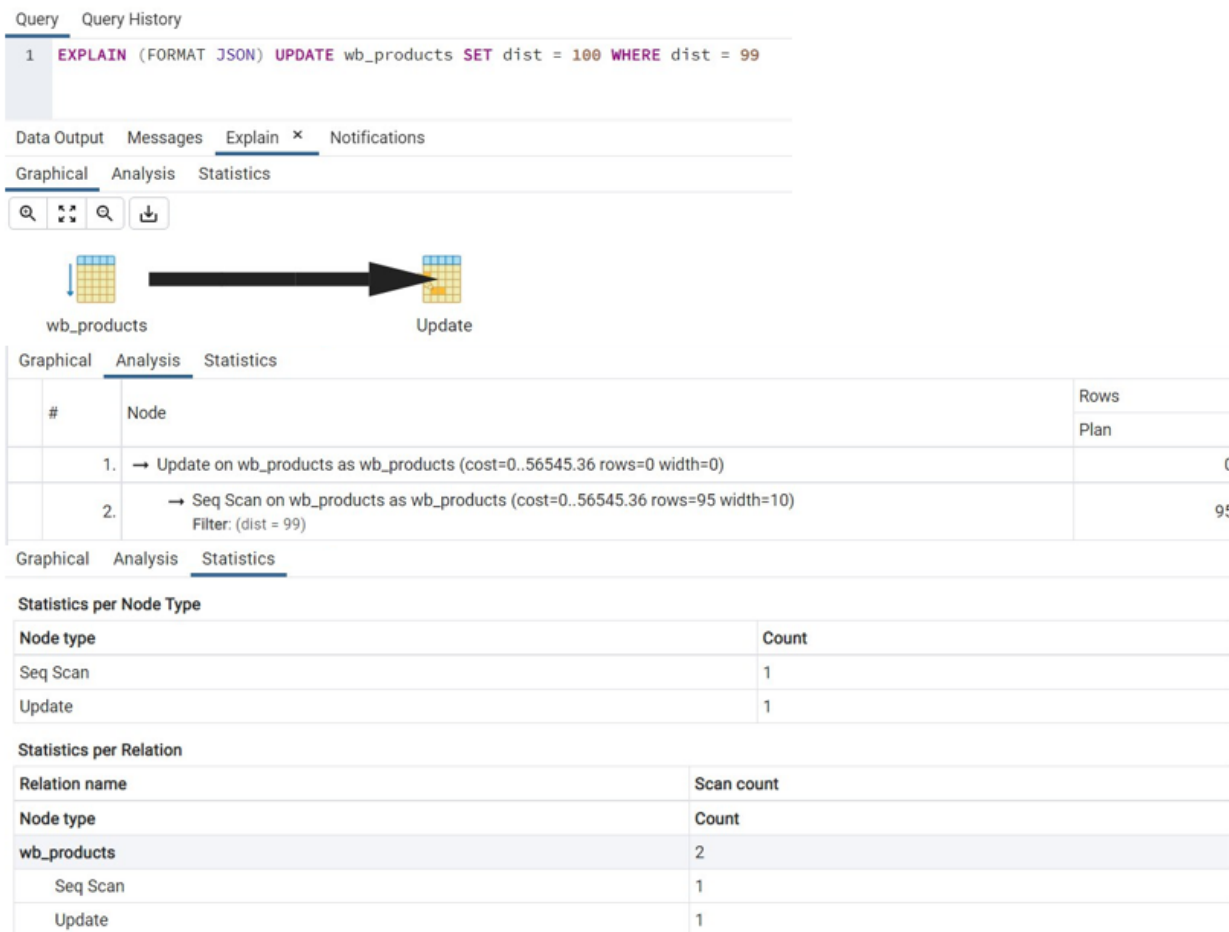 Query Query History
1 EXPLAIN (FORMAT JSON) UPDATE wb_products SET dist = 100 WHERE dist = 99
Data Output Messages Explain × Notifications
Graphical Analysis Statistics
wb_products Update
Graphical Analysis Statistics
# Node Rows
Plan
1. → Update on wb_products as wb_products (cost=0..56545.36 rows=0 width=0) 0
2. → Seq Scan on wb_products as wb_products (cost=0..56545.36 rows=95 width=10) 95
Filter: (dist = 99)
Graphical Analysis Statistics
Statistics per Node Type
Node type Count
Seq Scan 1
Update 1
Statistics per Relation
Relation name Scan count
Node type Count
wb_products 2
Seq Scan 1
Update 1